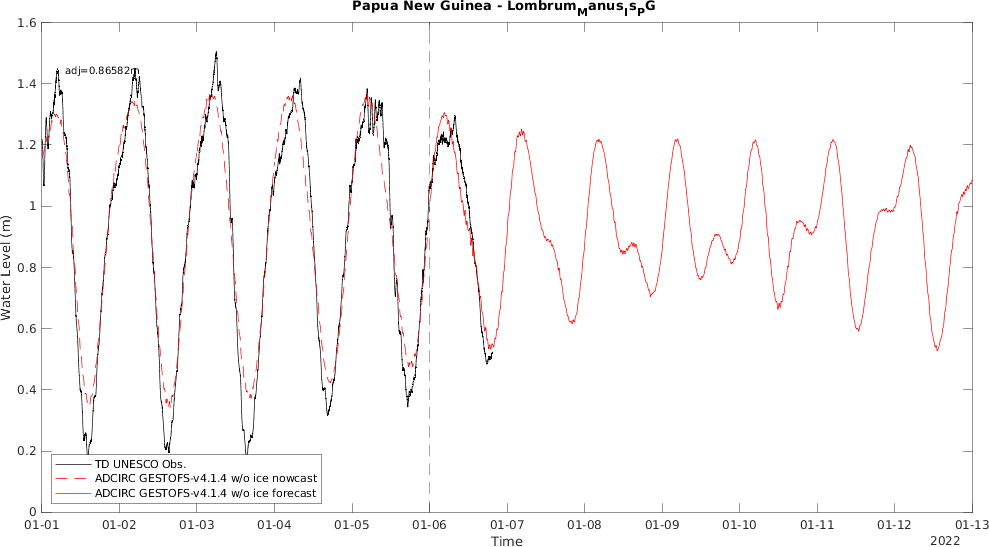 Papua New Guinea - LombrumManusIsPG
adj=0.86582m
1.6
1.4
1.2
1
0.8
0.6
0.4
0.2
0
Water Level (m)
TD UNESCO Obs.
ADCIRC GESTOFS-v4.1.4 w/o ice nowcast
ADCIRC GESTOFS-v4.1.4 w/o ice forecast
01-01 01-02 01-03 01-04 01-05 01-06 01-07 01-08 01-09 01-10 01-11 01-12 01-13
Time
2022